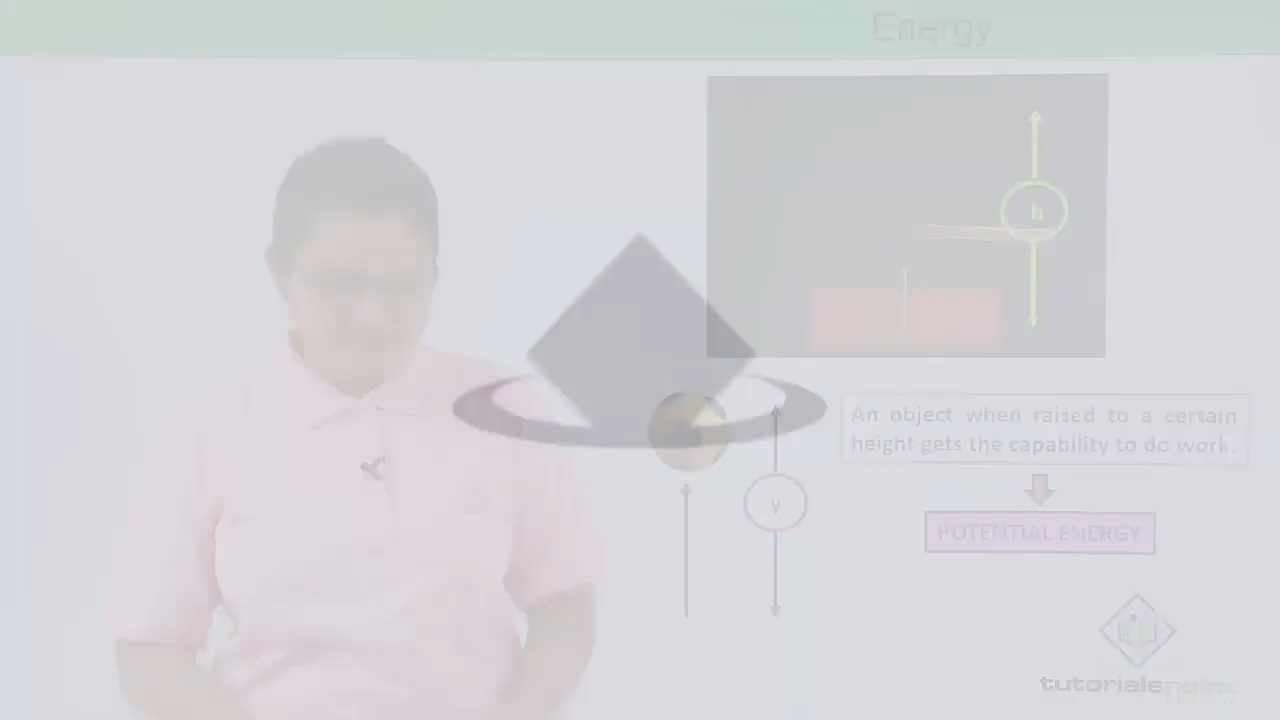 Energy
h
An object when raised to a certain
height gets the capability to do work.
y
POTENTIAL ENERGY
tutorialspoint